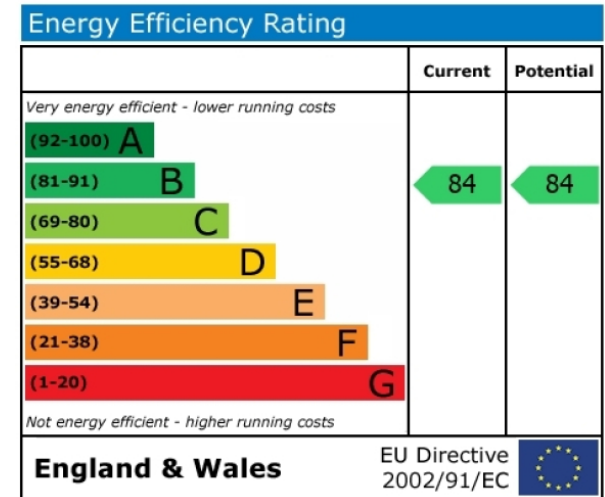 Energy Efficiency Rating
Current Potential
Very energy efficient - lower running costs
(92-100) A
(81-91) B 84 84
(69-80) C
(55-68) D
(39-54) E
(21-38) F
(1-20) G
Not energy efficient - higher running costs
England & Wales
EU Directive
2002/91/EC